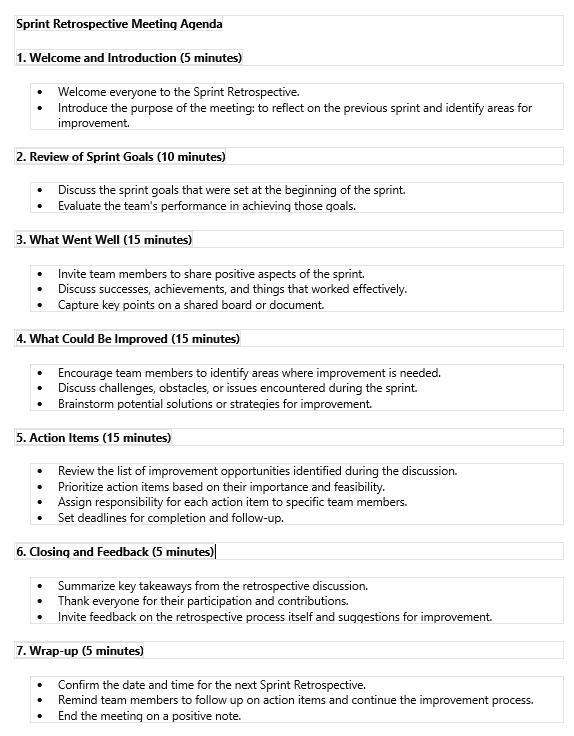 Sprint Retrospective Meeting Agenda
1. Welcome and Introduction (5 minutes)
• Welcome everyone to the Sprint Retrospective.
• Introduce the purpose of the meeting: to reflect on the previous sprint and identify areas for
improvement.
2. Review of Sprint Goals (10 minutes)
• Discuss the sprint goals that were set at the beginning of the sprint.
• Evaluate the team's performance in achieving those goals.
3. What Went Well (15 minutes)
• Invite team members to share positive aspects of the sprint.
• Discuss successes, achievements, and things that worked effectively.
• Capture key points on a shared board or document.
4. What Could Be Improved (15 minutes)
• Encourage team members to identify areas where improvement is needed.
• Discuss challenges, obstacles, or issues encountered during the sprint.
• Brainstorm potential solutions or strategies for improvement.
5. Action Items (15 minutes)
• Review the list of improvement opportunities identified during the discussion.
• Prioritize action items based on their importance and feasibility.
• Assign responsibility for each action item to specific team members.
• Set deadlines for completion and follow-up.
6. Closing and Feedback (5 minutes)
• Summarize key takeaways from the retrospective discussion.
• Thank everyone for their participation and contributions.
• Invite feedback on the retrospective process itself and suggestions for improvement.
7. Wrap-up (5 minutes)
• Confirm the date and time for the next Sprint Retrospective.
• Remind team members to follow up on action items and continue the improvement process.
• End the meeting on a positive note.